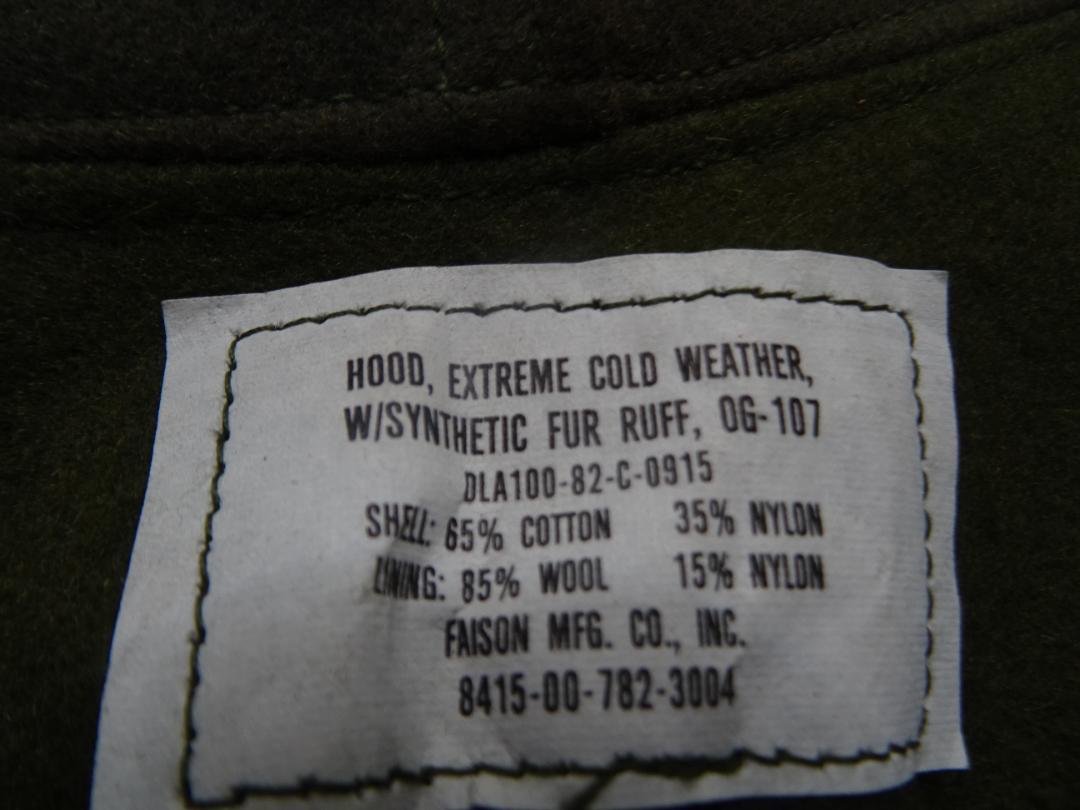 HOOD, EXTREME COLD WEATHER,
W/SYNTHETIC FUR RUFF, OG-107
DLA100-82-C-0915
SHELL: 65% COTTON 35% NYLON
LINING: 85% WOOL 15% NYLON
FAISON MFG. CO., INC.
8415-00-782-3004